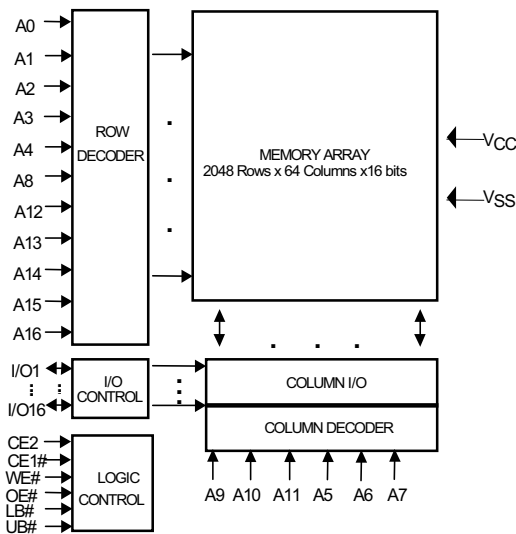 A0
A1
A2
A3
A4
A8
A12
A13
A14
A15
A16
ROW
DECODER
MEMORY ARRAY
2048 Rows x 64 Columns x16 bits
VCC
VSS
I/O1
I/O16
I/O
CONTROL
COLUMN I/O
COLUMN DECODER
CE2
CE1#
WE#
OE#
LB#
UB#
LOGIC
CONTROL
A9 A10 A11 A5 A6 A7